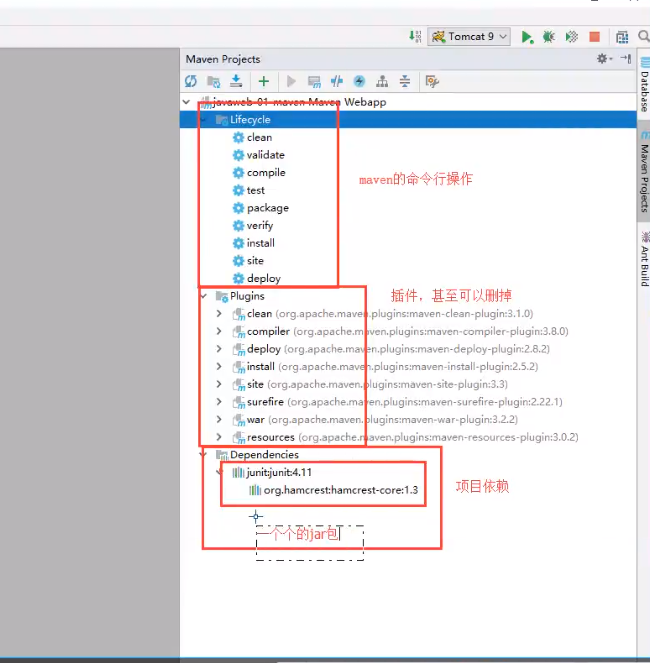 Tomcat 9
Maven Projects
javaweb-01-maven Maven Webapp
Lifecycle
clean
validate
compile
maven的命令行操作
test
package
verify
install
site
deploy
Plugins
插件，甚至可以删掉
clean (org.apache.maven.plugins:maven-clean-plugin:3.1.0)
compiler (org.apache.maven.plugins:maven-compiler-plugin:3.8.0)
deploy (org.apache.maven.plugins:maven-deploy-plugin:2.8.2)
install (org.apache.maven.plugins:maven-install-plugin:2.5.2)
site (org.apache.maven.plugins:maven-site-plugin:3.3)
surefire (org.apache.maven.plugins:maven-surefire-plugin:2.22.1)
war (org.apache.maven.plugins:maven-war-plugin:3.2.2)
resources (org.apache.maven.plugins:maven-resources-plugin:3.0.2)
Dependencies
junit:junit:4.11
org.hamcrest:hamcrest-core:1.3
项目依赖
一个个的jar包
Database
Maven Projects
Ant Build